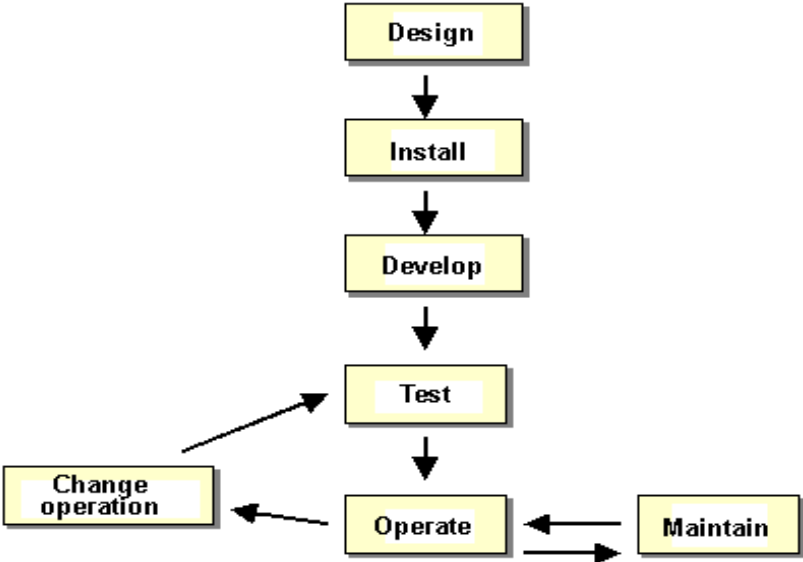 Design
Install
Develop
Test
Change
operation
Operate
Maintain